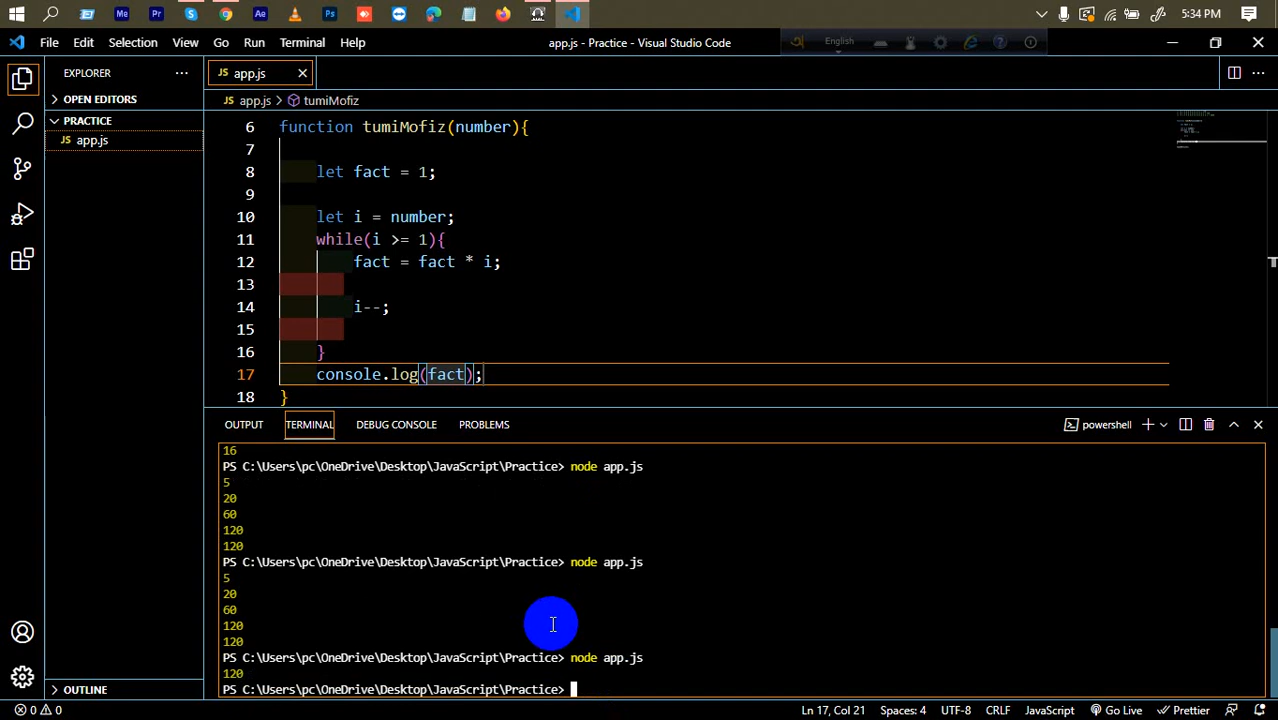 5:34 PM
File Edit Selection View Go Run Terminal Help
app.js - Practice - Visual Studio Code
English
EXPLORER
OPEN EDITORS
PRACTICE
JS app.js
OUTLINE
JS app.js
JS app.js > tumiMofiz
6 function tumiMofiz(number){
7
8 let fact = 1;
9
10 let i = number;
11 while(i >= 1){
12 fact = fact * i;
13
14 i--;
15
16 }
17 console.log(fact);
18 }
OUTPUT TERMINAL DEBUG CONSOLE PROBLEMS
powershell
16
PS C:\Users\pc\OneDrive\Desktop\JavaScript\Practice> node app.js
5
20
60
120
120
PS C:\Users\pc\OneDrive\Desktop\JavaScript\Practice> node app.js
5
20
60
120
120
PS C:\Users\pc\OneDrive\Desktop\JavaScript\Practice> node app.js
120
PS C:\Users\pc\OneDrive\Desktop\JavaScript\Practice>
0 0 Ln 17, Col 21 Spaces: 4 UTF-8 CRLF JavaScript Go Live Prettier